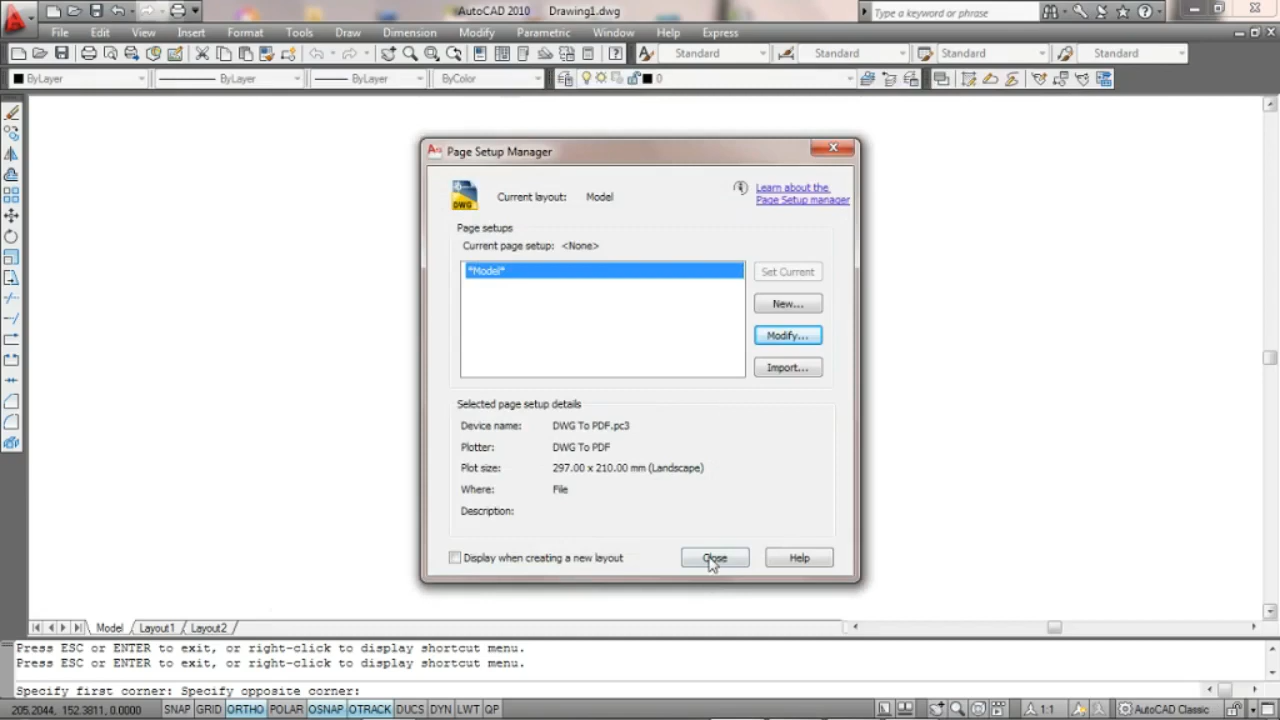 AutoCAD 2010 Drawing1.dwg
Type a keyword or phrase
File Edit View Insert Format Tools Draw Dimension Modify Parametric Window Help Express
Standard Standard Standard Standard
ByLayer ByLayer ByLayer ByColor 0
Page Setup Manager
Current layout: Model
Learn about the
Page Setup manager
DWG
Page setups
Current page setup: <None>
*Model*
Set Current
New...
Modify...
Import...
Selected page setup details
Device name: DWG To PDF.pc3
Plotter: DWG To PDF
Plot size: 297.00 x 210.00 mm (Landscape)
Where: File
Description:
Display when creating a new layout
Close
Help
Model Layout1 Layout2
Press ESC or ENTER to exit, or right-click to display shortcut menu.
Press ESC or ENTER to exit, or right-click to display shortcut menu.
Specify first corner: Specify opposite corner:
205.2044, 152.3811, 0.0000 SNAP GRID ORTHO POLAR OSNAP OTRACK DUCS DYN LWT QP 1:1 AutoCAD Classic